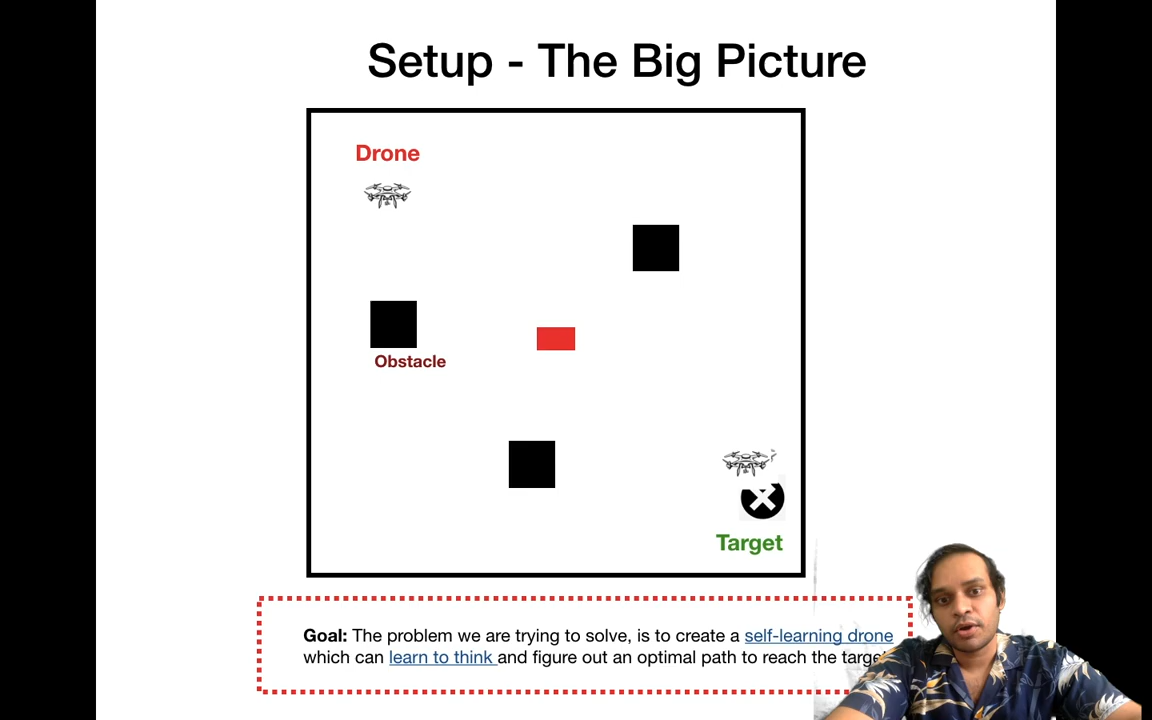 Setup - The Big Picture
Drone
Obstacle
Target
Goal: The problem we are trying to solve, is to create a self-learning drone
which can learn to think and figure out an optimal path to reach the target